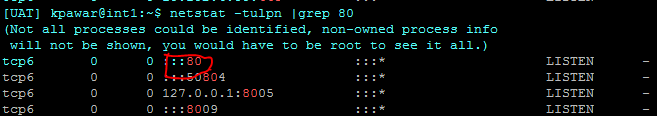 [UAT] kpawar@int1:~$ netstat -tulpn |grep 80
(Not all processes could be identified, non-owned process info
will not be shown, you would have to be root to see it all.)
tcp6 0 0 :::80 :::* LISTEN -
tcp6 0 0 :::50804 :::* LISTEN -
tcp6 0 0 127.0.0.1:8005 :::* LISTEN -
tcp6 0 0 :::8009 :::* LISTEN -